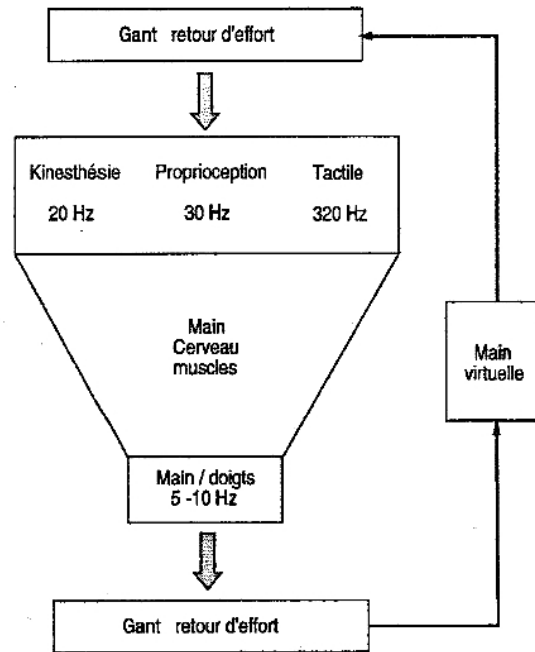 Gant retour d'effort
Kinesthésie Proprioception Tactile
20 Hz 30 Hz 320 Hz
Main
Cerveau
muscles
Main
virtuelle
Main / doigts
5 -10 Hz
Gant retour d'effort